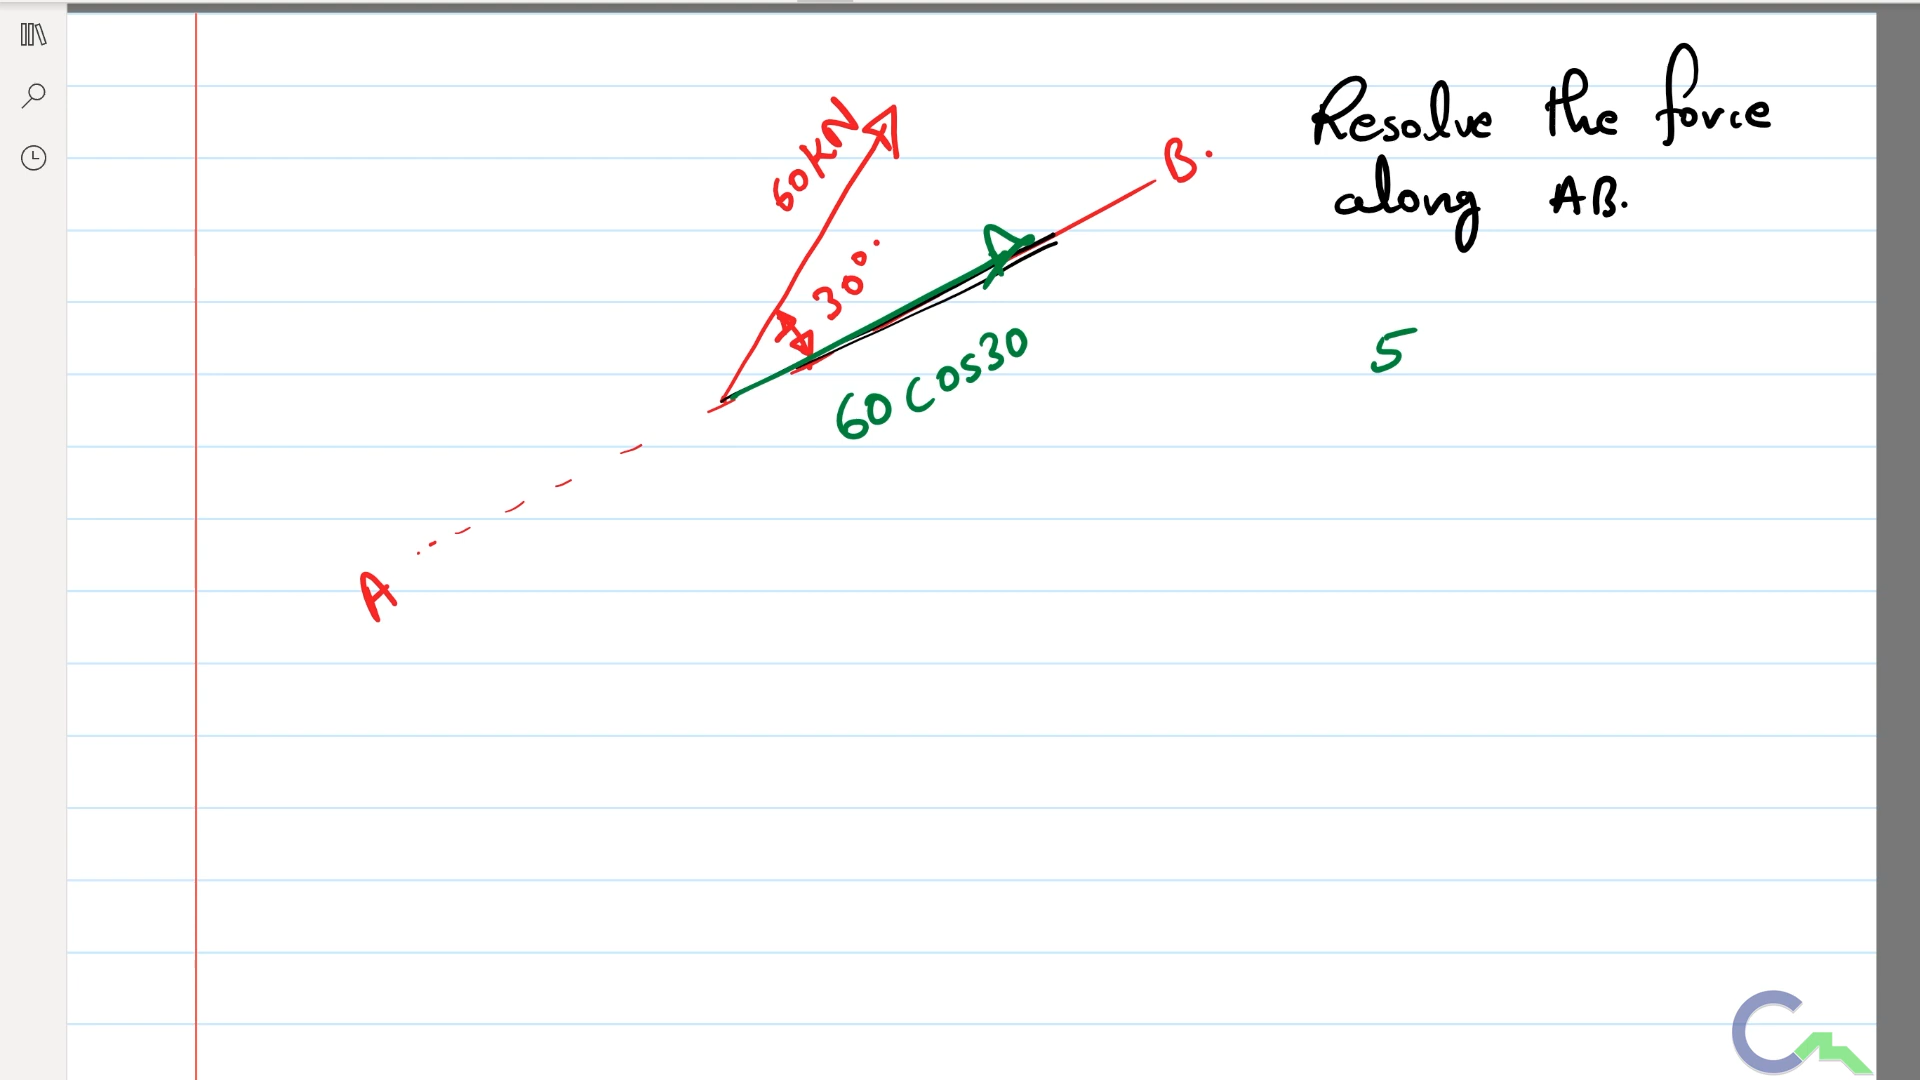 Resolve the force
along AB.
60KN
B.
30°.
60 cos30
5
A